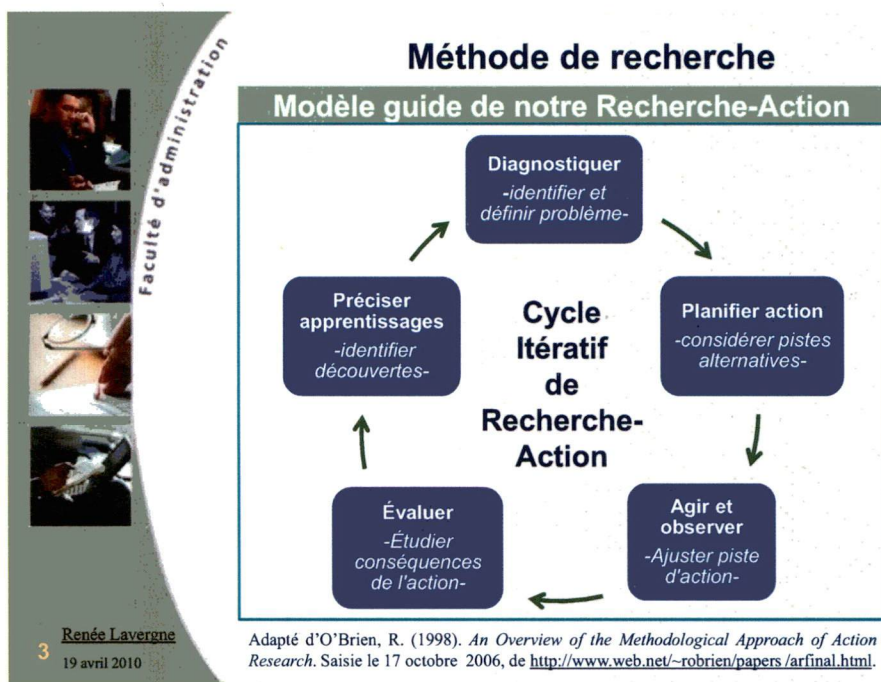 Méthode de recherche
Faculté d'administration
Modèle guide de notre Recherche-Action
Diagnostiquer
-identifier et
définir problème-
Planifier action
-considérer pistes
alternatives-
Agir et
observer
-Ajuster piste
d'action-
Évaluer
-Étudier
conséquences
de l'action-
Préciser
apprentissages
-identifier
découvertes-
Cycle
Itératif
de
Recherche-
Action
3
Renée Lavergne
19 avril 2010
Adapté d'O'Brien, R. (1998). An Overview of the Methodological Approach of Action
Research. Saisie le 17 octobre 2006, de http://www.web.net/~robrien/papers /arfinal.html.